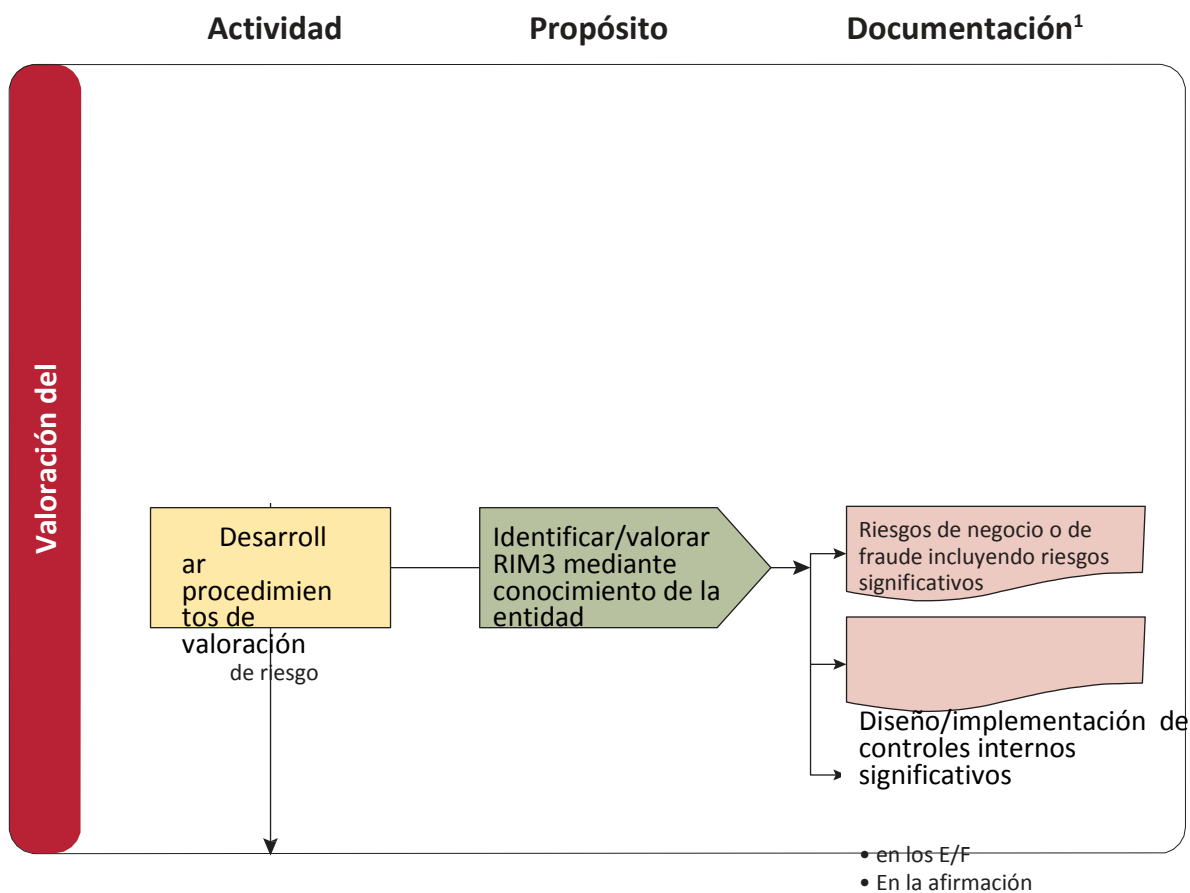 Actividad
Propósito
Documentación1
Valoración del
Desarroll
ar
procedimien
tos de
valoración
de riesgo
Identificar/valorar
RIM3 mediante
conocimiento de la
entidad
Riesgos de negocio o de
fraude incluyendo riesgos
significativos
Diseño/implementación de
controles internos
significativos
• en los E/F
• En la afirmación